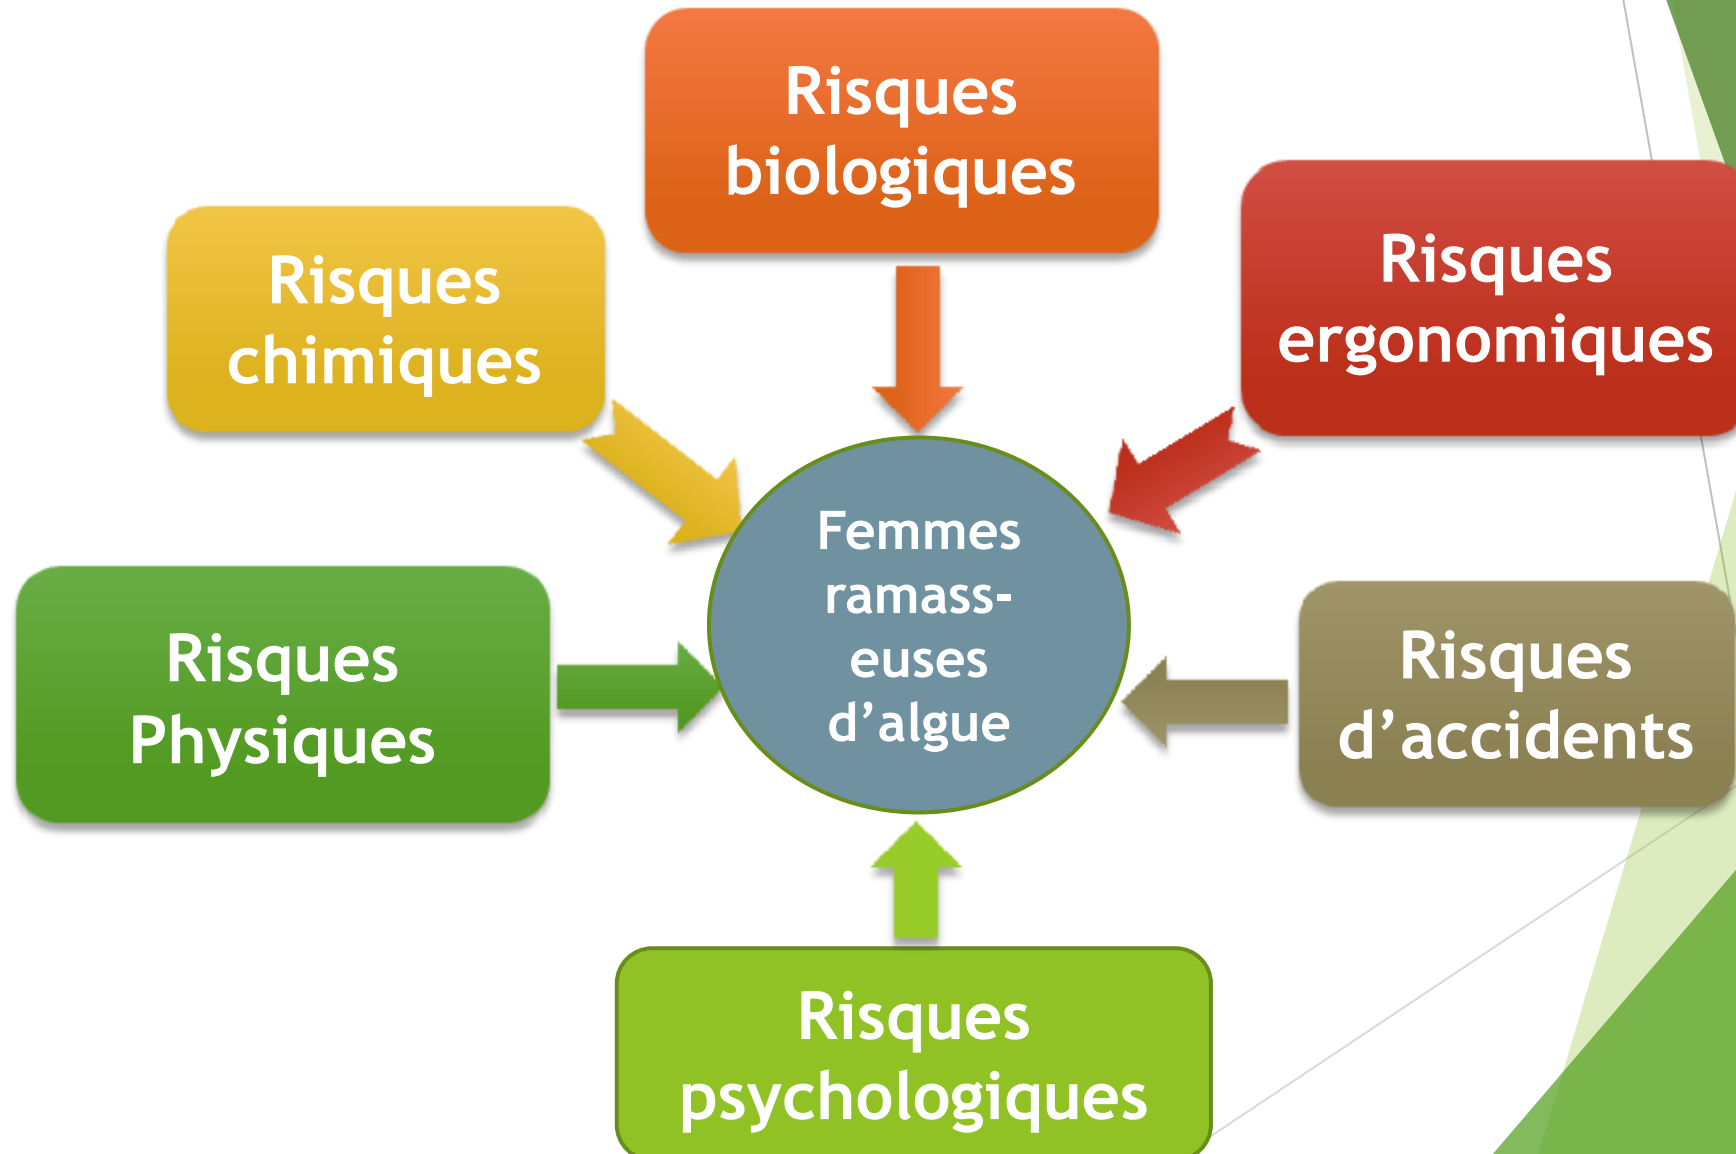 Risques
biologiques
Risques
chimiques
Risques
ergonomiques
Femmes
ramass-
euses
d’algue
Risques
Physiques
Risques
d’accidents
Risques
psychologiques